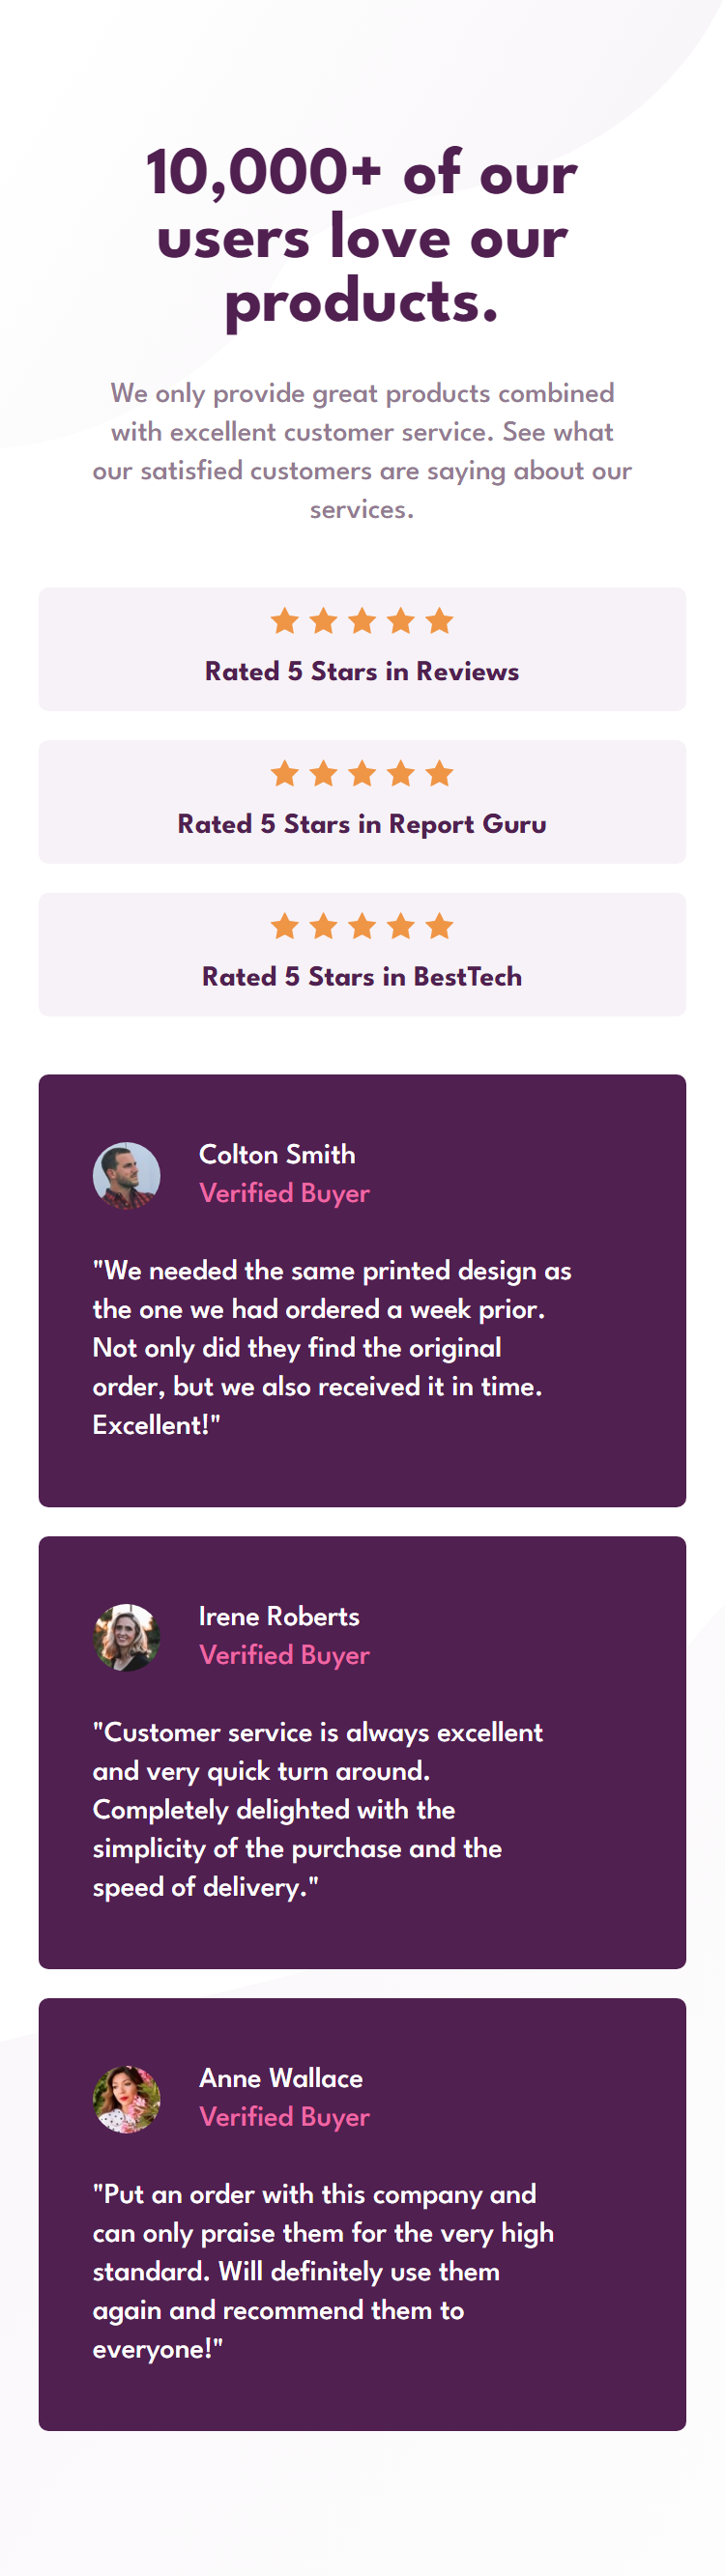 10,000+ of our
users love our
products.
We only provide great products combined
with excellent customer service. See what
our satisfied customers are saying about our
services.
Rated 5 Stars in Reviews
Rated 5 Stars in Report Guru
Rated 5 Stars in BestTech
Colton Smith
Verified Buyer
"We needed the same printed design as
the one we had ordered a week prior.
Not only did they find the original
order, but we also received it in time.
Excellent!"
Irene Roberts
Verified Buyer
"Customer service is always excellent
and very quick turn around.
Completely delighted with the
simplicity of the purchase and the
speed of delivery."
Anne Wallace
Verified Buyer
"Put an order with this company and
can only praise them for the very high
standard. Will definitely use them
again and recommend them to
everyone!"